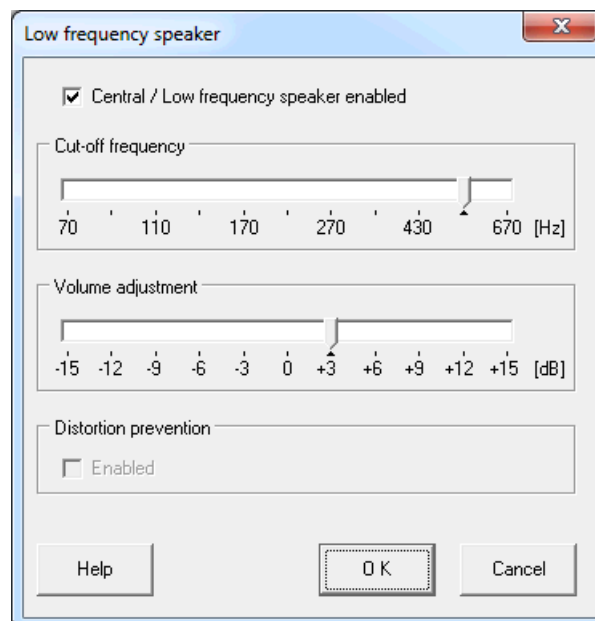 Low frequency speaker
Central / Low frequency speaker enabled
Cut-off frequency
70 110 170 270 430 670 [Hz]
Volume adjustment
-15 -12 -9 -6 -3 0 +3 +6 +9 +12 +15 [dB]
Distortion prevention
Enabled
Help OK Cancel